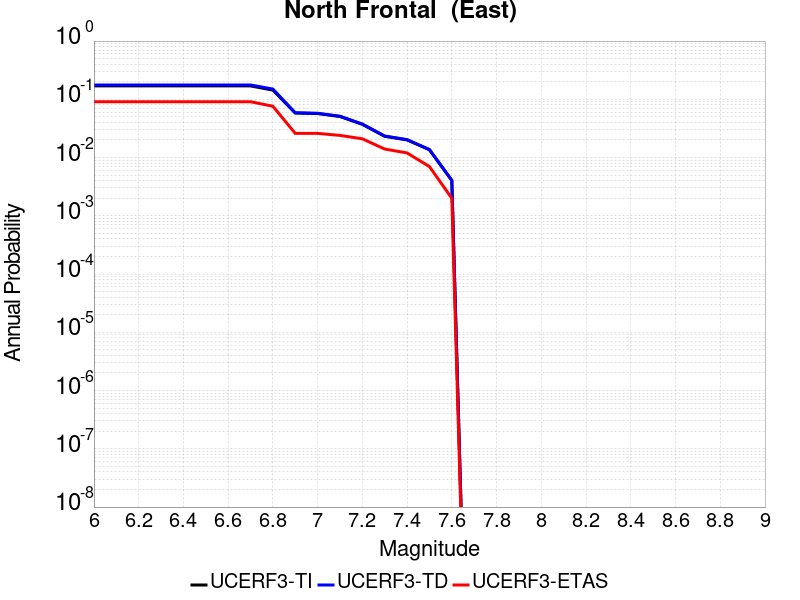 North Frontal  (East)
10^0
10^-1
10^-2
10^-3
10^-4
10^-5
10^-6
10^-7
10^-8
Annual Probability
6 6.2 6.4 6.6 6.8 7 7.2 7.4 7.6 7.8 8 8.2 8.4 8.6 8.8 9
Magnitude
UCERF3-TI UCERF3-TD UCERF3-ETAS